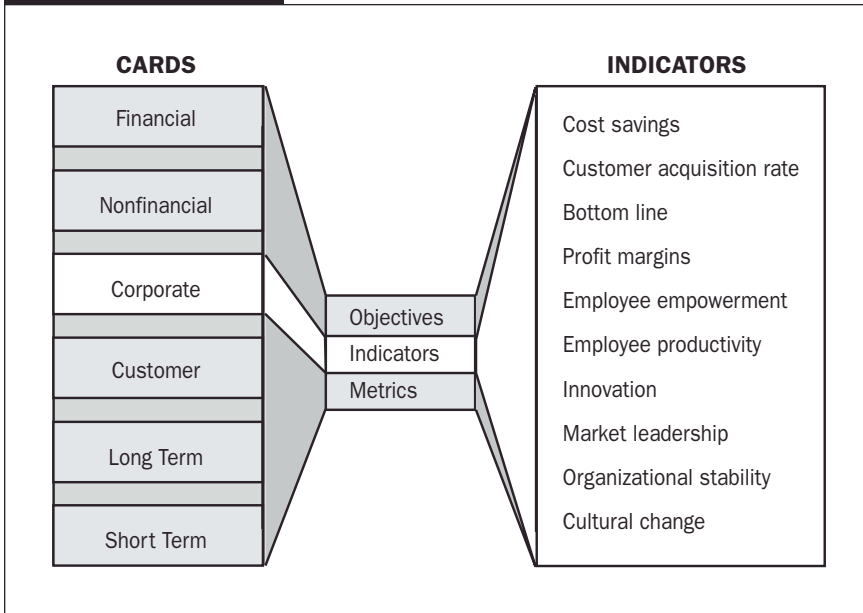 CARDS
Financial
Nonfinancial
Corporate
Customer
Long Term
Short Term
Objectives
Indicators
Metrics
INDICATORS
Cost savings
Customer acquisition rate
Bottom line
Profit margins
Employee empowerment
Employee productivity
Innovation
Market leadership
Organizational stability
Cultural change